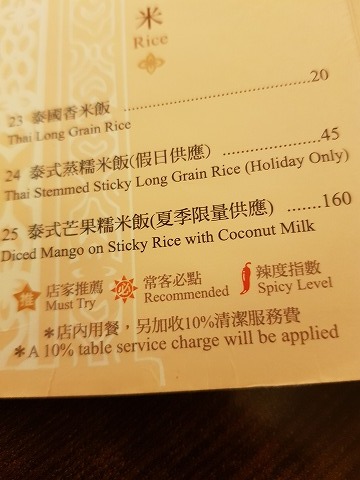 米
Rice
23 泰國香米飯 ........................20
Thai Long Grain Rice
24 泰式蒸糯米飯(假日供應) ............45
Thai Stemmed Sticky Long Grain Rice (Holiday Only)
25 泰式芒果糯米飯(夏季限量供應) .......160
Diced Mango on Sticky Rice with Coconut Milk
推 店家推薦 必 常客必點 辣度指數
Must Try Recommended Spicy Level
*店內用餐，另加收10%清潔服務費
*A 10% table service charge will be applied